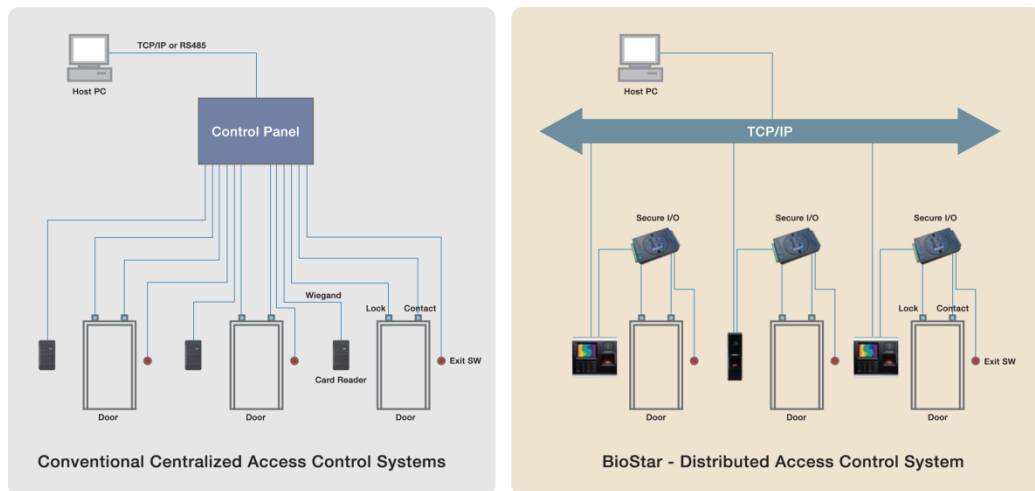 TCP/IP or RS485
Host PC
Control Panel
Wiegand
Lock
Contact
Exit SW
Card Reader
Door
Door
Door
Conventional Centralized Access Control Systems
Host PC
TCP/IP
Secure I/O
Secure I/O
Secure I/O
Lock
Contact
Exit SW
Door
Door
Door
BioStar - Distributed Access Control System